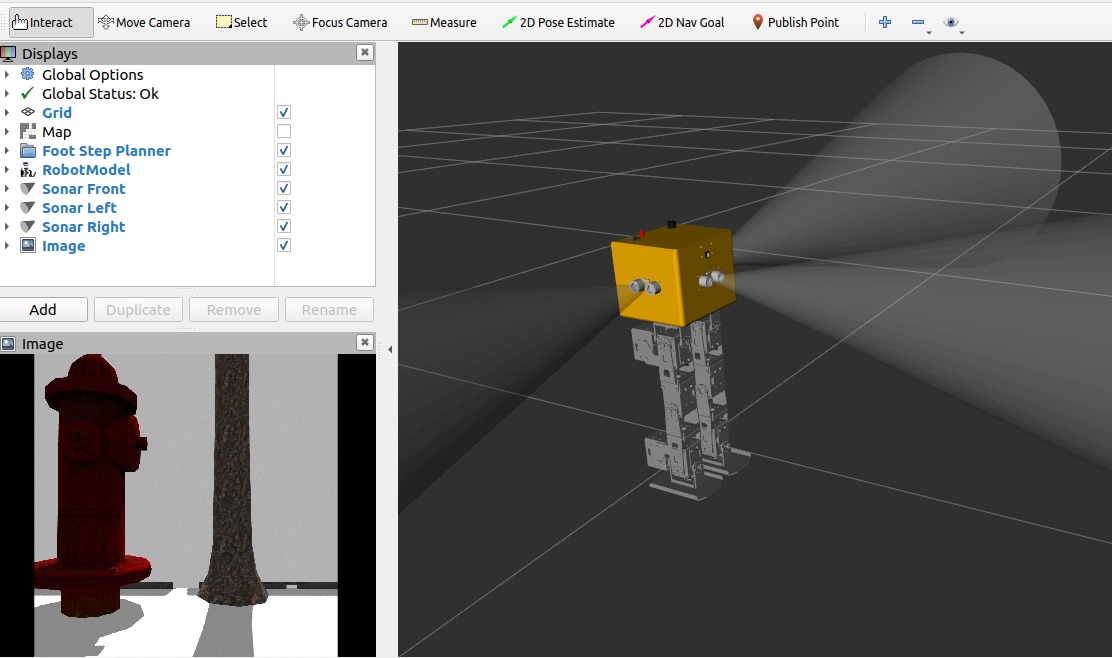 Interact Move Camera Select Focus Camera Measure 2D Pose Estimate 2D Nav Goal Publish Point
Displays
Global Options
Global Status: Ok
Grid
Map
Foot Step Planner
RobotModel
Sonar Front
Sonar Left
Sonar Right
Image
Add Duplicate Remove Rename
Image